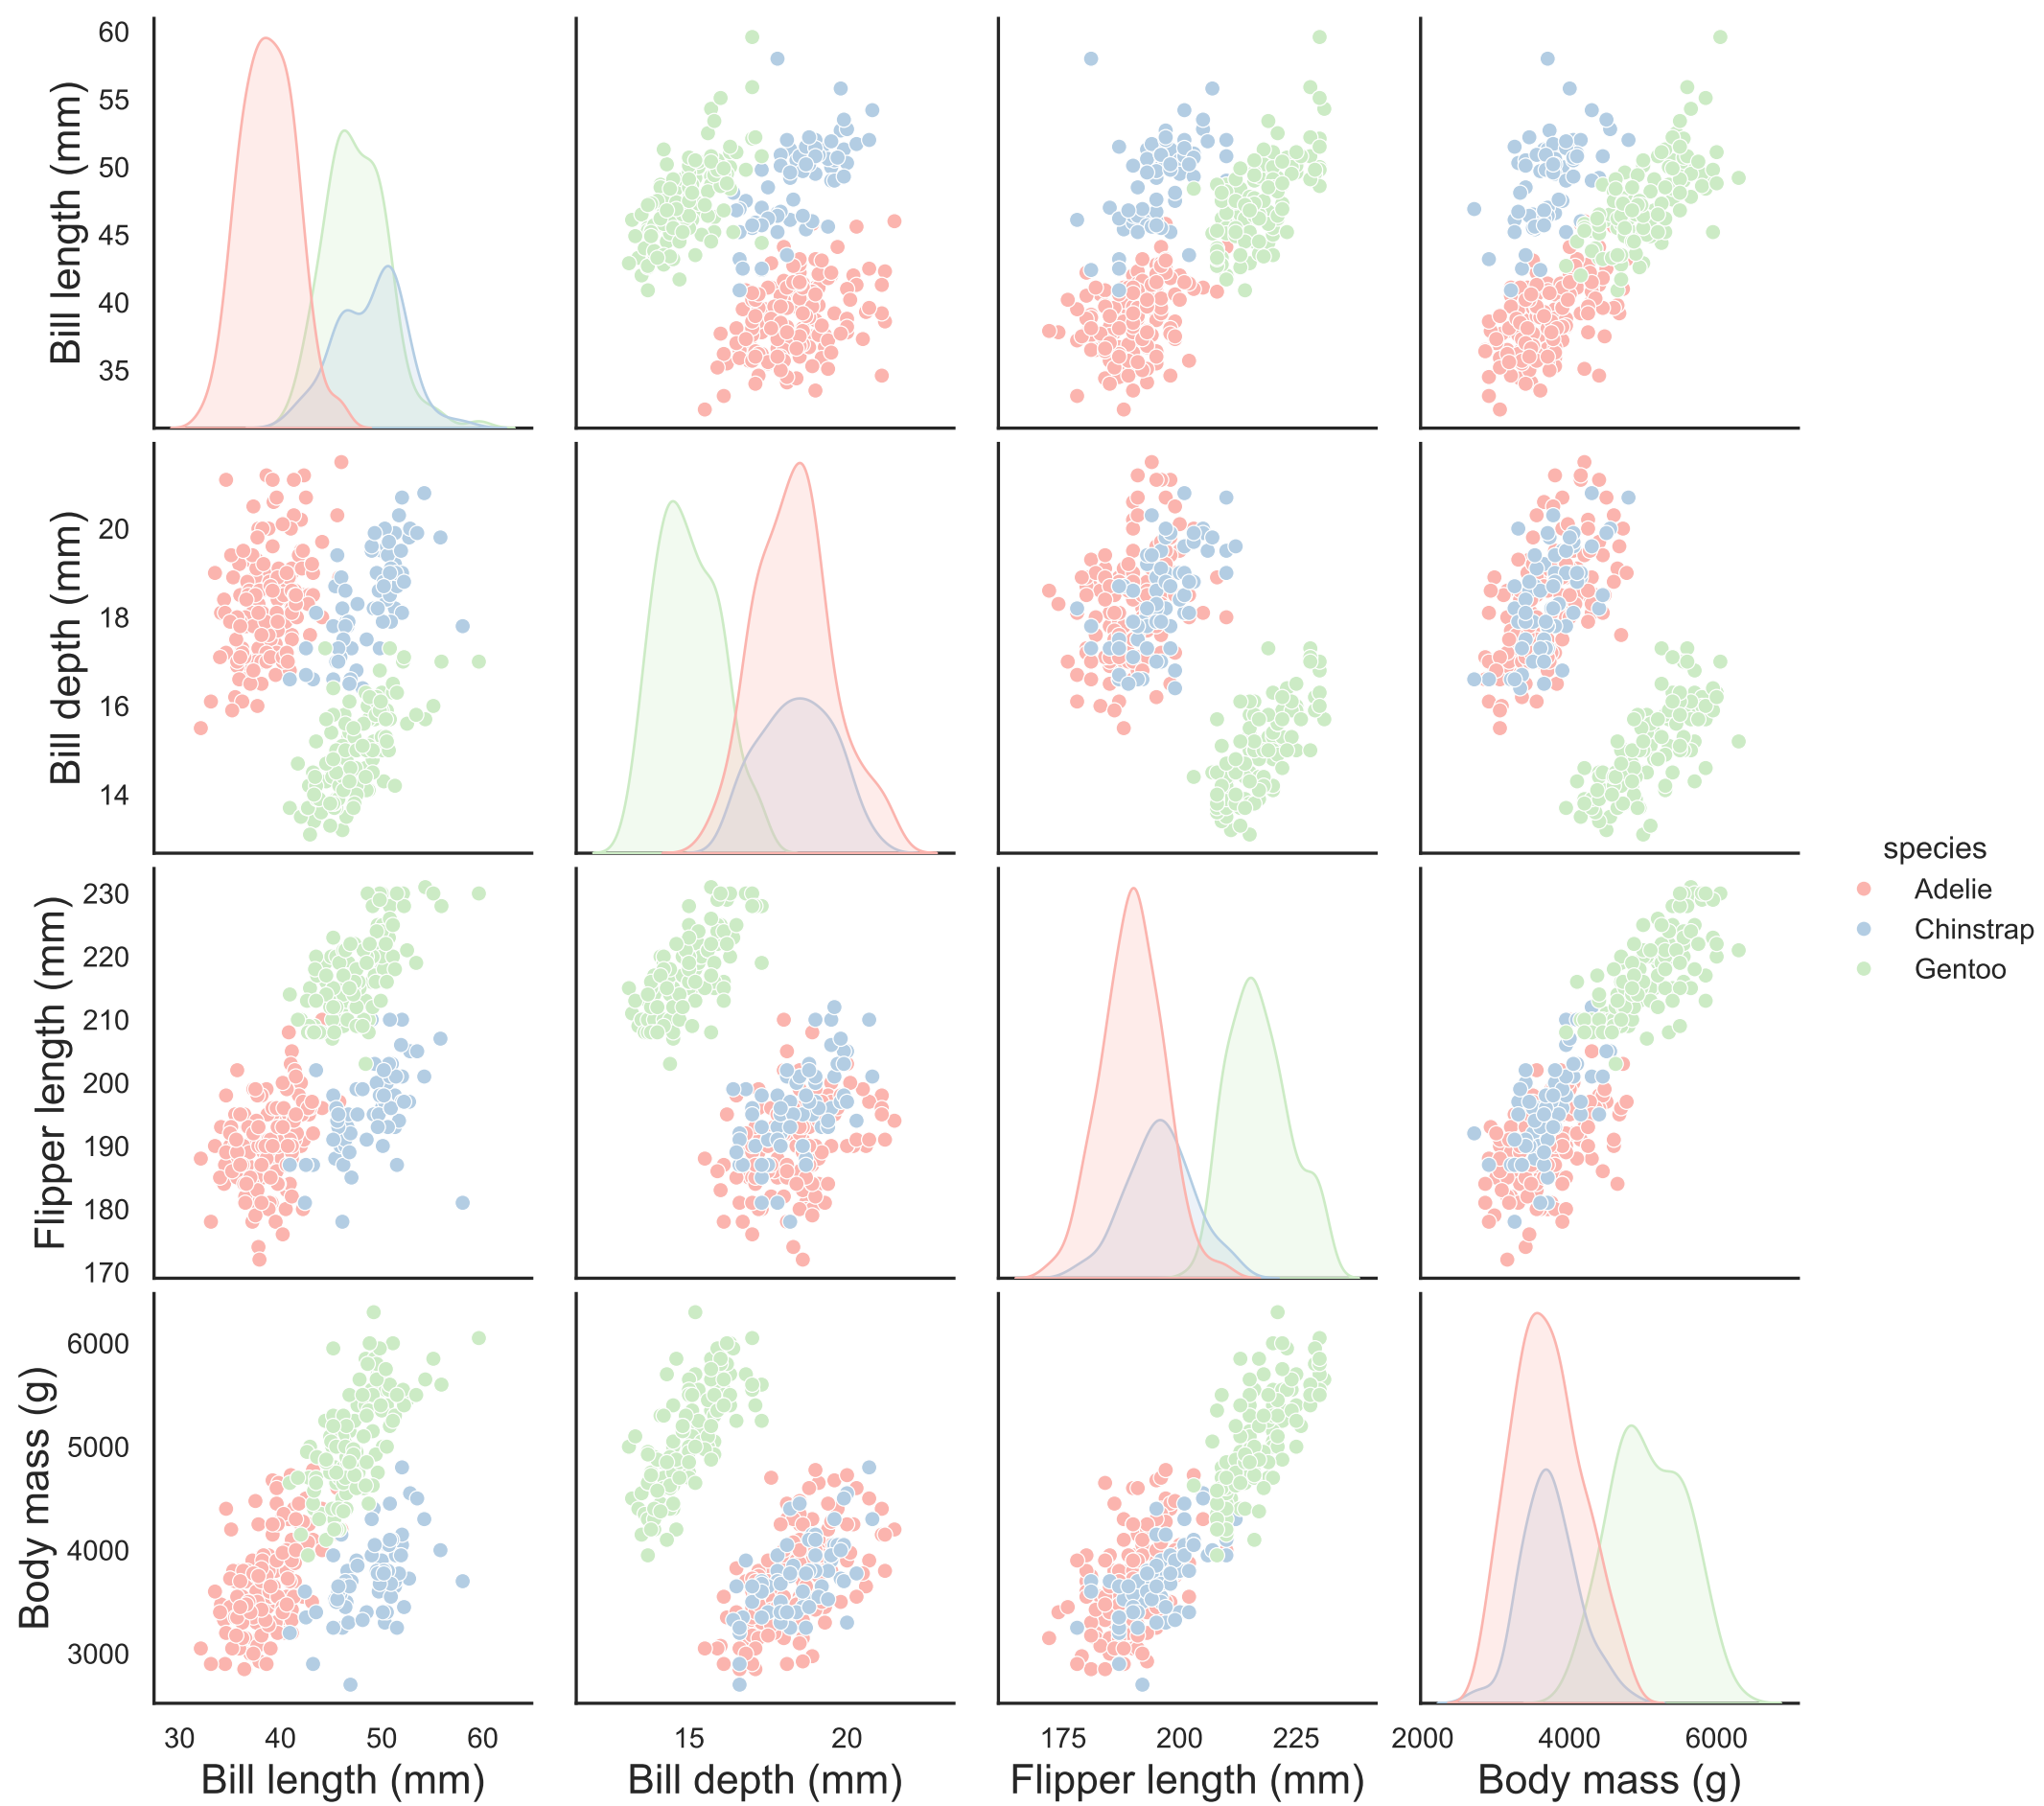 60
55
50
45
40
35
Bill length (mm)
20
18
16
14
Bill depth (mm)
species
Adelie
Chinstrap
Gentoo
230
220
210
200
190
180
170
Flipper length (mm)
6000
5000
4000
3000
Body mass (g)
30 40 50 60
15 20
175 200 225
2000 4000 6000
Bill length (mm)
Bill depth (mm)
Flipper length (mm)
Body mass (g)